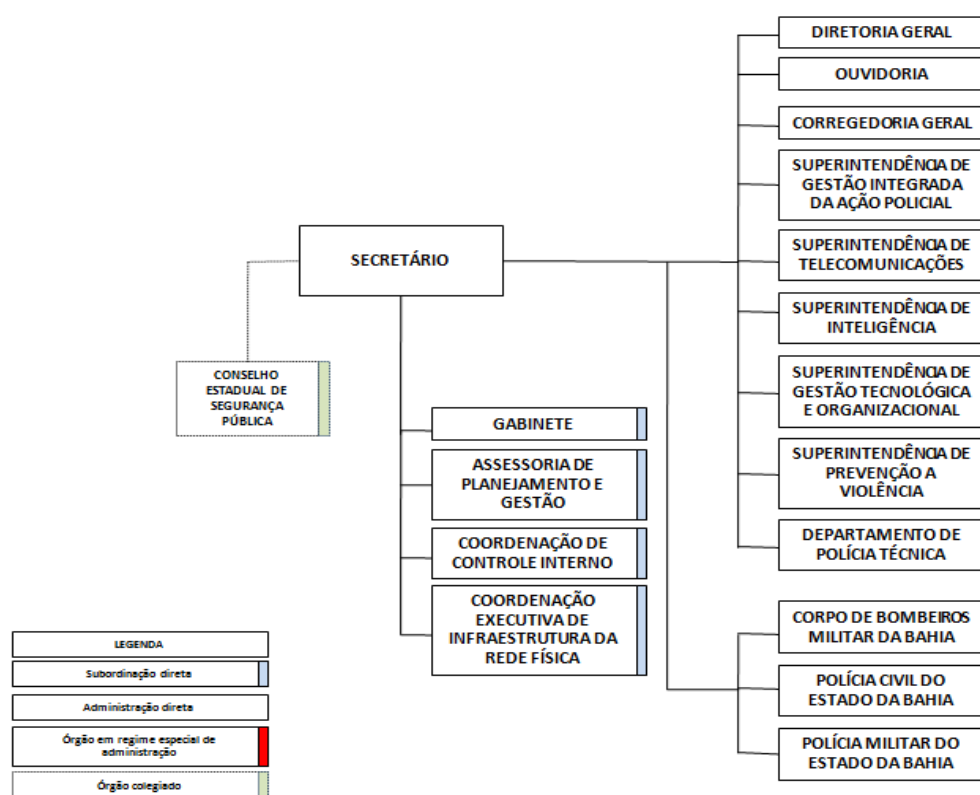 SECRETÁRIO
CONSELHO
ESTADUAL DE
SEGURANÇA
PÚBLICA
GABINETE
ASSESSORIA DE
PLANEJAMENTO E
GESTÃO
COORDENAÇÃO DE
CONTROLE INTERNO
COORDENAÇÃO
EXECUTIVA DE
INFRAESTRUTURA DA
REDE FÍSICA
DIRETORIA GERAL
OUVIDORIA
CORREGEDORIA GERAL
SUPERINTENDÊNCIA DE
GESTÃO INTEGRADA
DA AÇÃO POLICIAL
SUPERINTENDÊNCIA DE
TELECOMUNICAÇÕES
SUPERINTENDÊNCIA DE
INTELIGÊNCIA
SUPERINTENDÊNCIA DE
GESTÃO TECNOLÓGICA
E ORGANIZACIONAL
SUPERINTENDÊNCIA DE
PREVENÇÃO A
VIOLÊNCIA
DEPARTAMENTO DE
POLÍCIA TÉCNICA
CORPO DE BOMBEIROS
MILITAR DA BAHIA
POLÍCIA CIVIL DO
ESTADO DA BAHIA
POLÍCIA MILITAR DO
ESTADO DA BAHIA
LEGENDA
Subordinação direta
Administração direta
Órgão em regime especial de
administração
Órgão colegiado